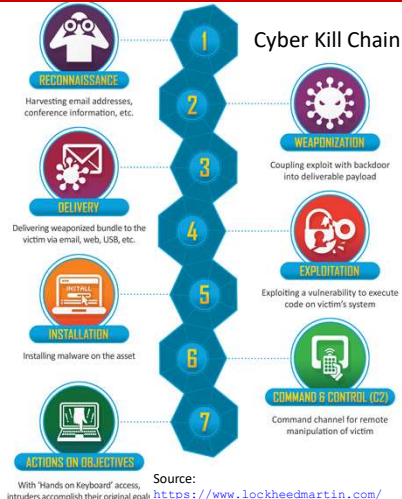 Cyber Kill Chain
1
RECONNAISSANCE
Harvesting email addresses,
conference information, etc.
2
WEAPONIZATION
Coupling exploit with backdoor
into deliverable payload
3
DELIVERY
Delivering weaponized bundle to the
victim via email, web, USB, etc.
4
EXPLOITATION
Exploiting a vulnerability to execute
code on victim's system
5
INSTALL
INSTALLATION
Installing malware on the asset
6
COMMAND & CONTROL (C2)
Command channel for remote
manipulation of victim
7
ACTIONS ON OBJECTIVES
With 'Hands on Keyboard' access,
intruders accomplish their original goals
Source:
https://www.lockheedmartin.com/